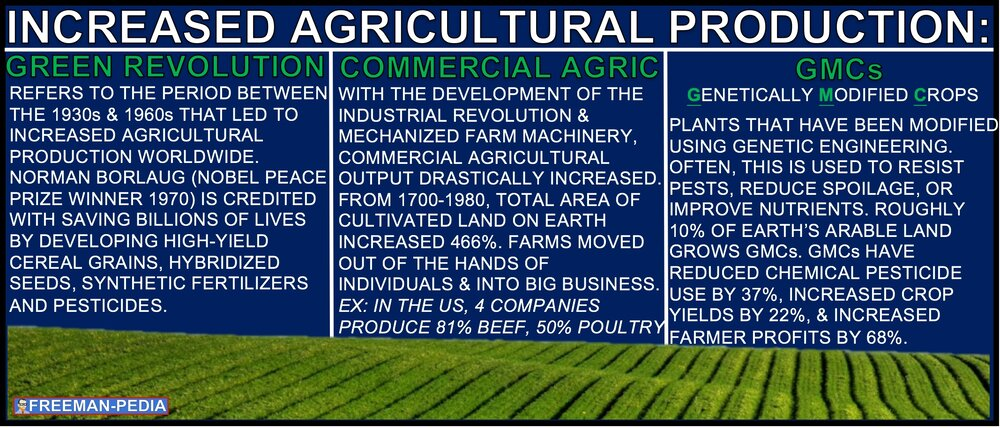 INCREASED AGRICULTURAL PRODUCTION:
GREEN REVOLUTION
REFERS TO THE PERIOD BETWEEN
THE 1930s & 1960s THAT LED TO
INCREASED AGRICULTURAL
PRODUCTION WORLDWIDE.
NORMAN BORLAUG (NOBEL PEACE
PRIZE WINNER 1970) IS CREDITED
WITH SAVING BILLIONS OF LIVES
BY DEVELOPING HIGH-YIELD
CEREAL GRAINS, HYBRIDIZED
SEEDS, SYNTHETIC FERTILIZERS
AND PESTICIDES.
COMMERCIAL AGRIC
WITH THE DEVELOPMENT OF THE
INDUSTRIAL REVOLUTION &
MECHANIZED FARM MACHINERY,
COMMERCIAL AGRICULTURAL
OUTPUT DRASTICALLY INCREASED.
FROM 1700-1980, TOTAL AREA OF
CULTIVATED LAND ON EARTH
INCREASED 466%. FARMS MOVED
OUT OF THE HANDS OF
INDIVIDUALS & INTO BIG BUSINESS.
EX: IN THE US, 4 COMPANIES
PRODUCE 81% BEEF, 50% POULTRY
GMCs
GENETICALLY MODIFIED CROPS
PLANTS THAT HAVE BEEN MODIFIED
USING GENETIC ENGINEERING.
OFTEN, THIS IS USED TO RESIST
PESTS, REDUCE SPOILAGE, OR
IMPROVE NUTRIENTS. ROUGHLY
10% OF EARTH'S ARABLE LAND
GROWS GMCs. GMCs HAVE
REDUCED CHEMICAL PESTICIDE
USE BY 37%, INCREASED CROP
YIELDS BY 22%, & INCREASED
FARMER PROFITS BY 68%.
FREEMAN-PEDIA